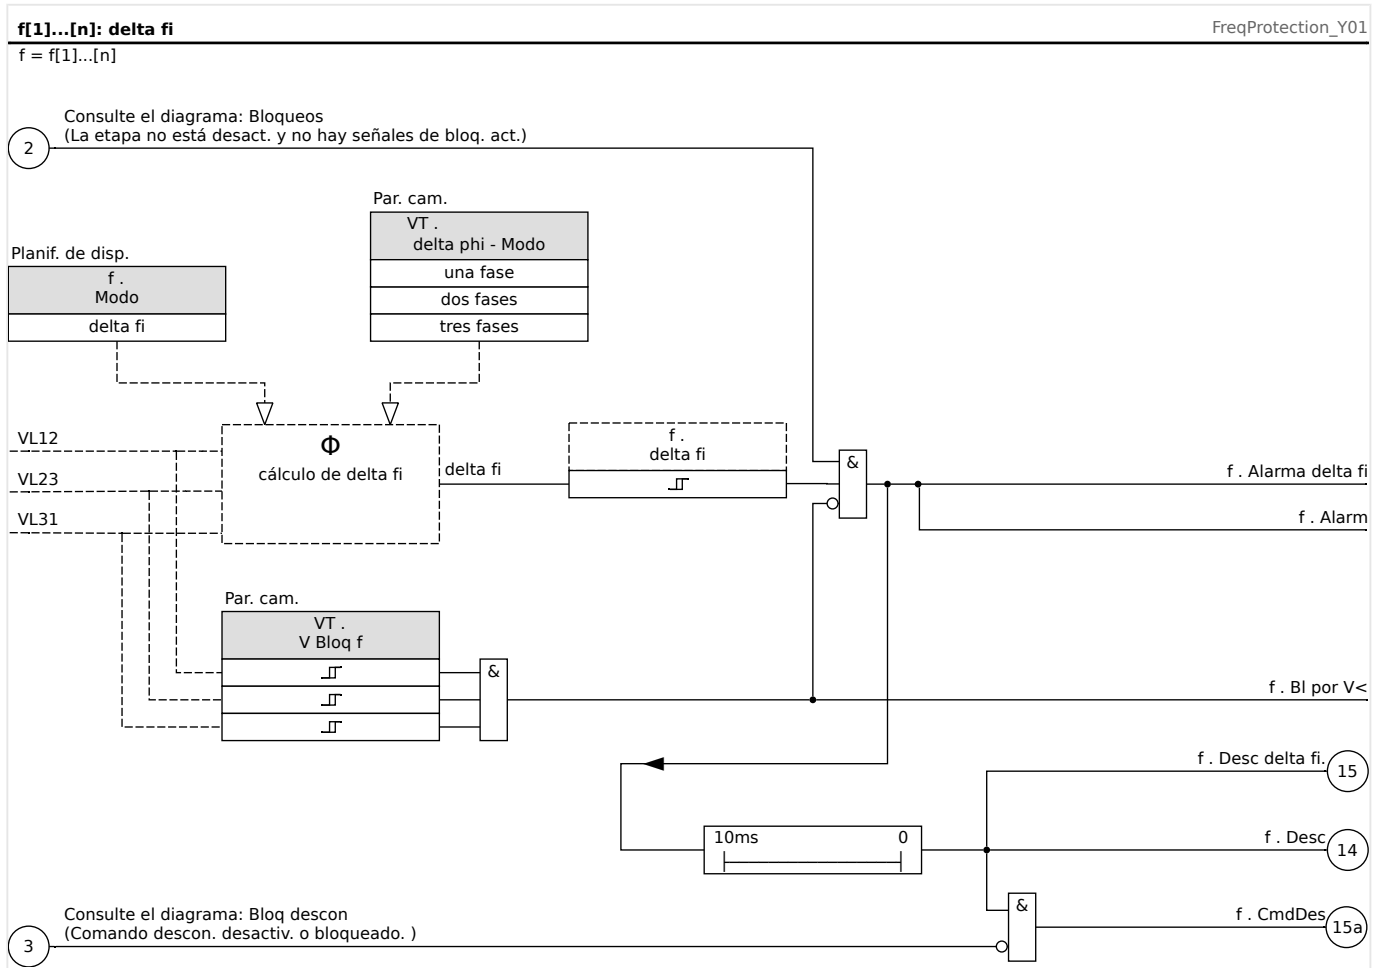 f[1]...[n]: delta fi
FreqProtection_Y01
f = f[1]...[n]
Consulte el diagrama: Bloqueos
(La etapa no está desact. y no hay señales de bloq. act.)
2
Par. cam.
VT .
delta phi - Modo
una fase
dos fases
tres fases
Planif. de disp.
f .
Modo
delta fi
VL12
VL23
VL31
Φ
cálculo de delta fi
delta fi
f .
delta fi
&
f . Alarma delta fi
f . Alarm
Par. cam.
VT .
V Bloq f
&
f . Bl por V<
f . Desc delta fi.
15
10ms
0
f . Desc
14
Consulte el diagrama: Bloq descon
(Comando descon. desactiv. o bloqueado. )
3
&
f . CmdDes
15a